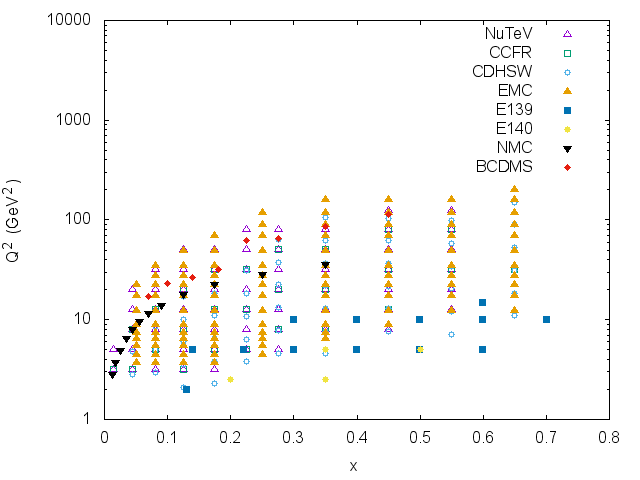 10000
1000
100
10
1
Q² (GeV²)
0 0.1 0.2 0.3 0.4 0.5 0.6 0.7 0.8
x
NuTeV
CCFR
CDHSW
EMC
E139
E140
NMC
BCDMS